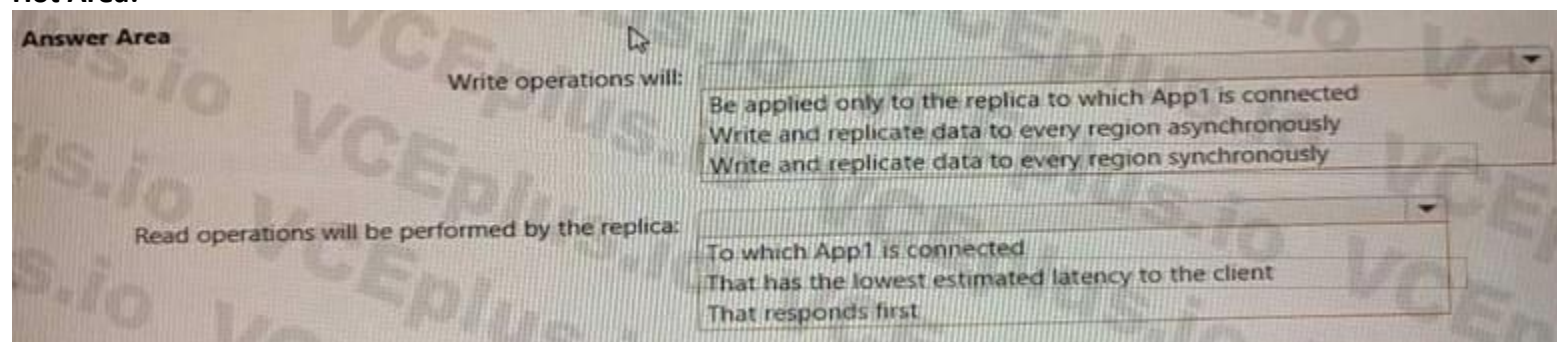 Answer Area
Write operations will:
Be applied only to the replica to which App1 is connected
Write and replicate data to every region asynchronously
Write and replicate data to every region synchronously
Read operations will be performed by the replica:
To which App1 is connected
That has the lowest estimated latency to the client
That responds first